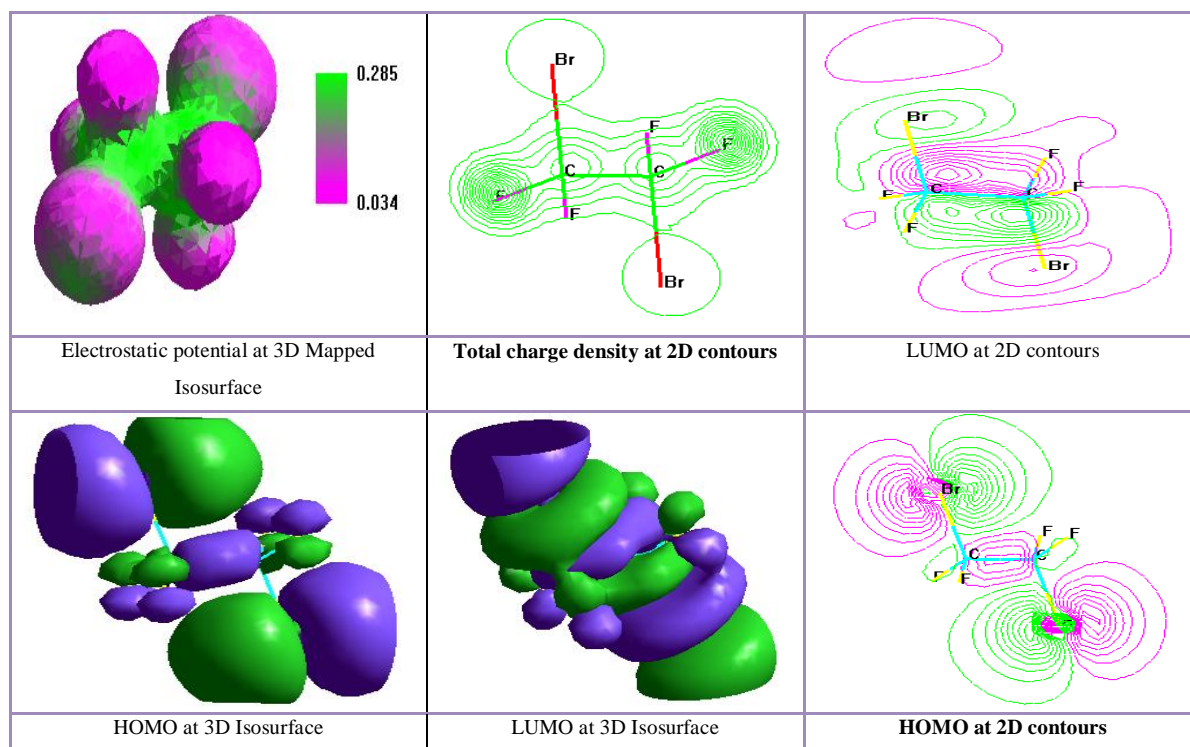 0.285
0.034
Br
F
F
C
C
F
F
Br
Br
F
F
C
C
F
F
Br
Electrostatic potential at 3D Mapped
Isosurface
Total charge density at 2D contours
LUMO at 2D contours
Br
F
F
C
C
F
F
HOMO at 3D Isosurface
LUMO at 3D Isosurface
HOMO at 2D contours